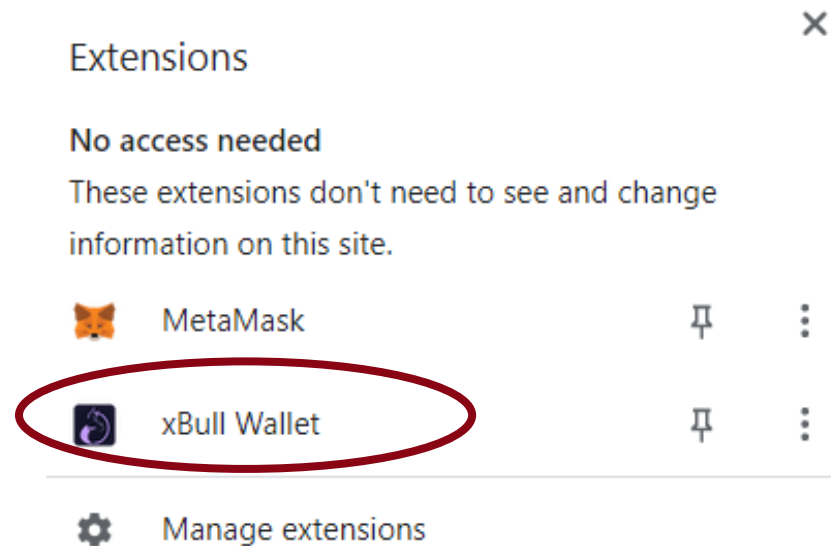 Extensions
No access needed
These extensions don't need to see and change
information on this site.
MetaMask
xBull Wallet
Manage extensions